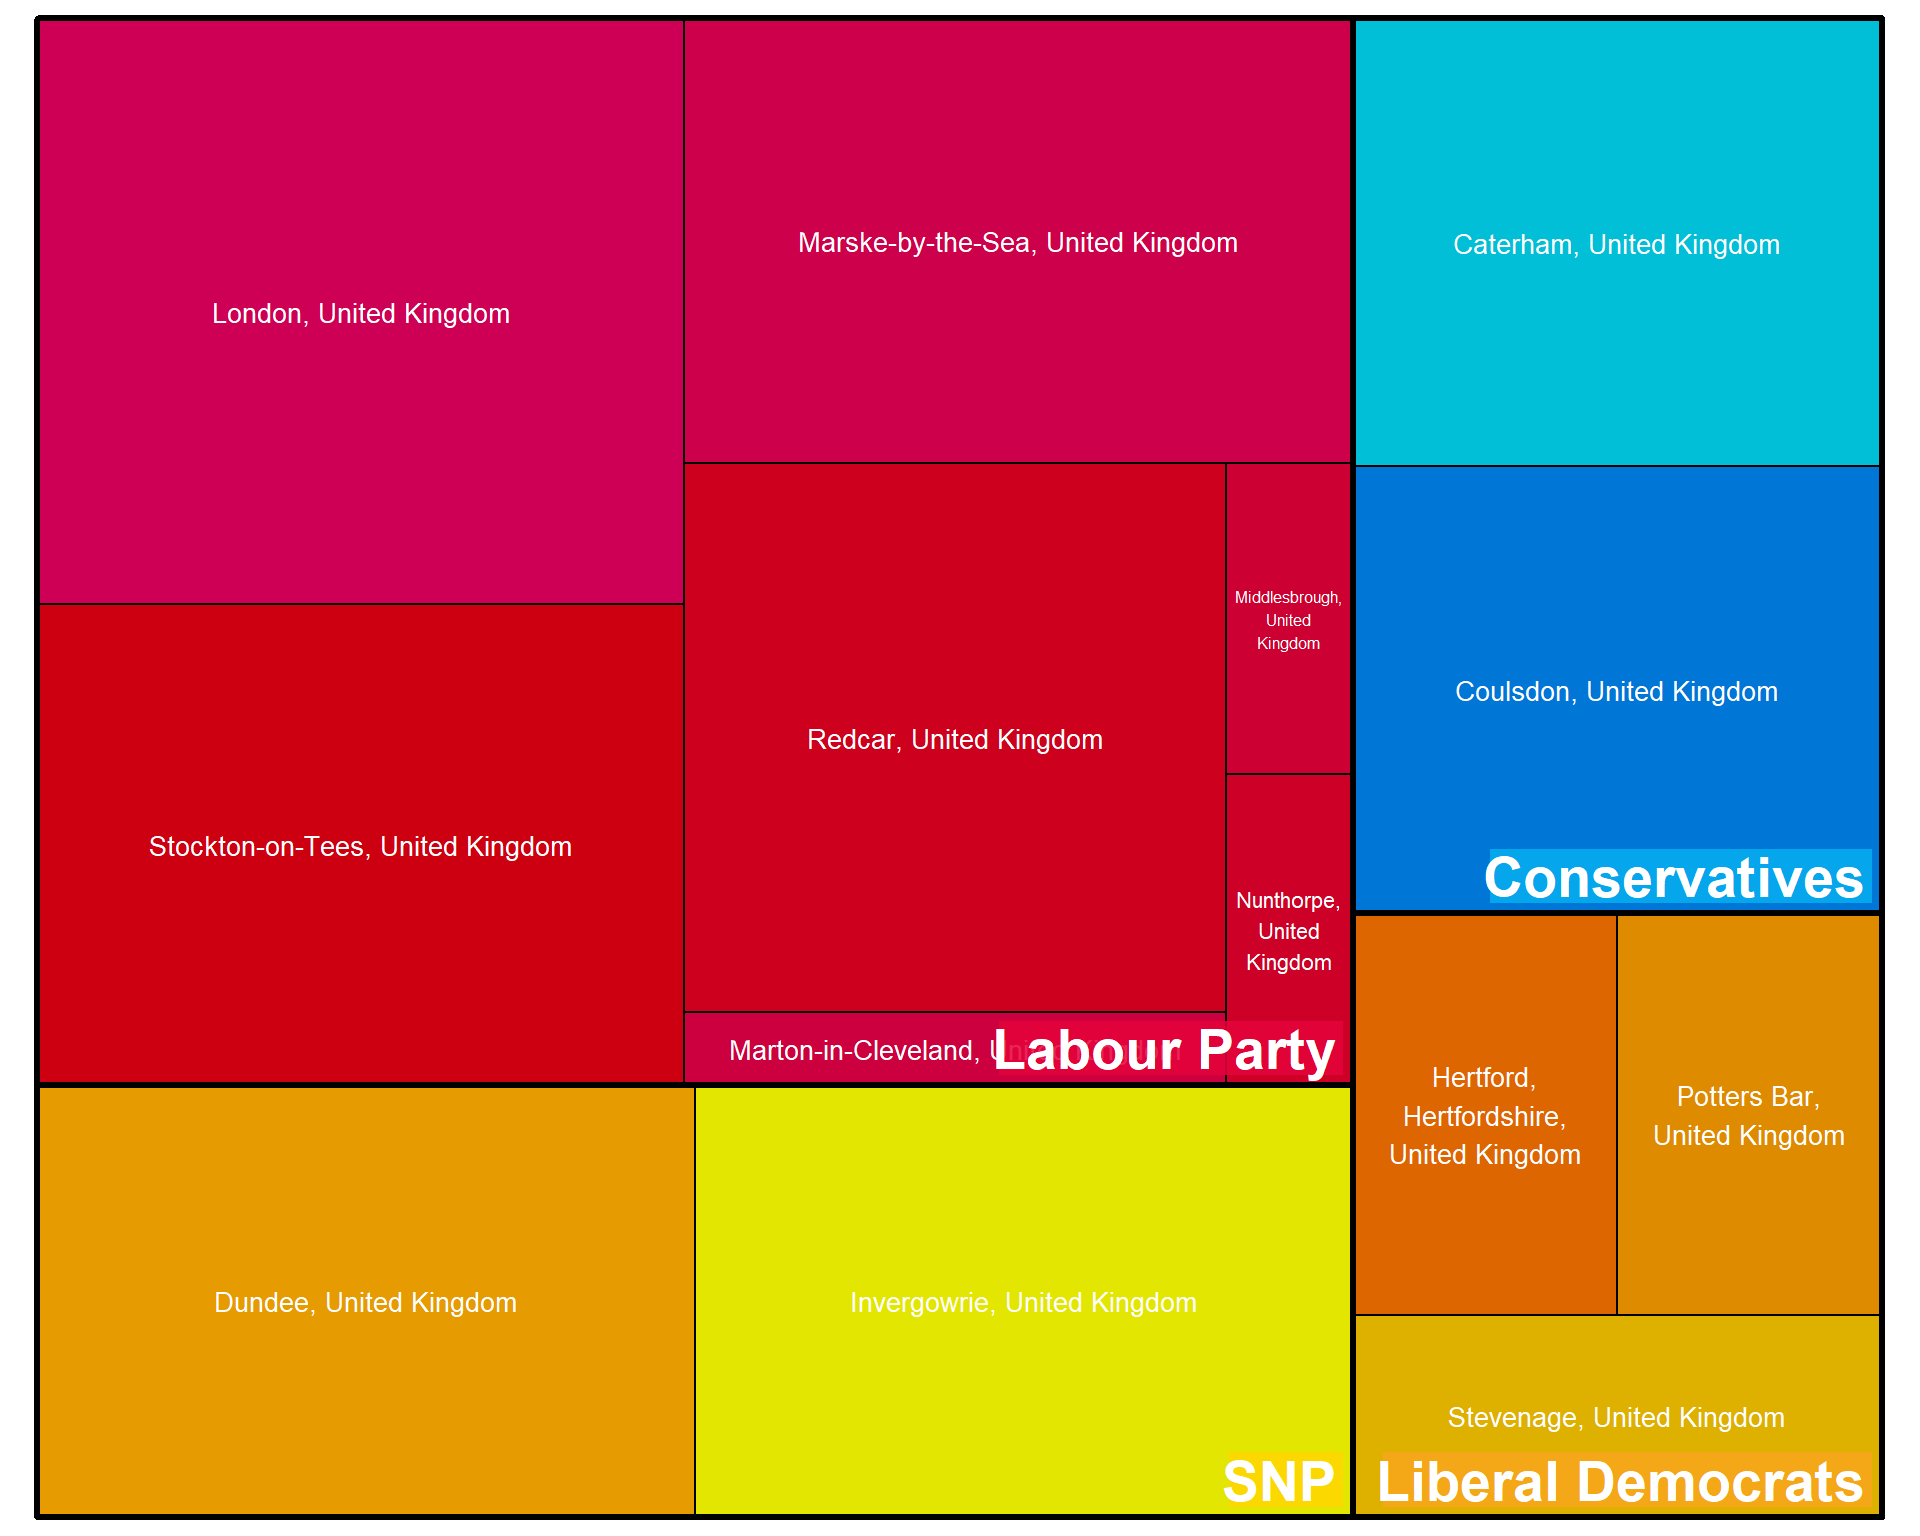 London, United Kingdom
Stockton-on-Tees, United Kingdom
Marske-by-the-Sea, United Kingdom
Redcar, United Kingdom
Middlesbrough,
United
Kingdom
Nunthorpe,
United
Kingdom
Marton-in-Cleveland, United Kingdom
Labour Party
Caterham, United Kingdom
Coulsdon, United Kingdom
Conservatives
Dundee, United Kingdom
Invergowrie, United Kingdom
SNP
Hertford,
Hertfordshire,
United Kingdom
Potters Bar,
United Kingdom
Stevenage, United Kingdom
Liberal Democrats